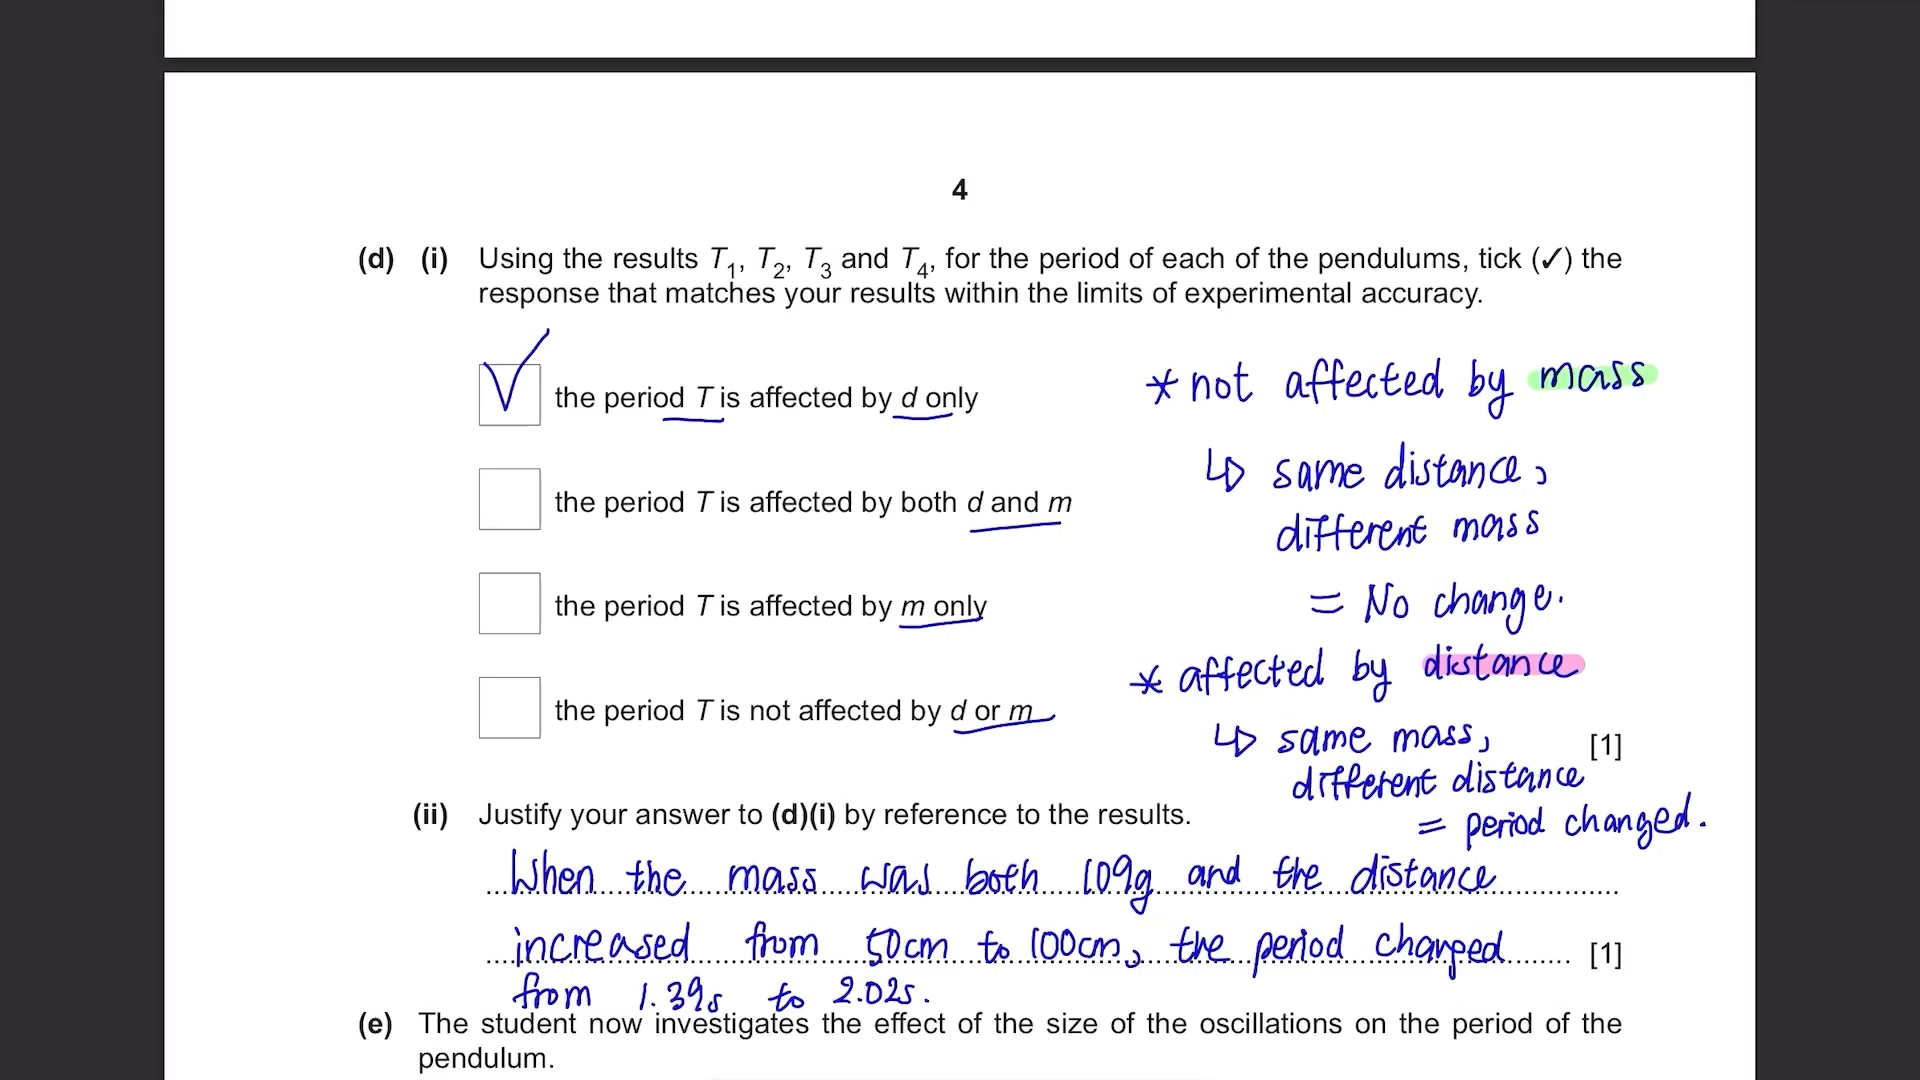 4
(d) (i) Using the results T1, T2, T3 and T4, for the period of each of the pendulums, tick (✓) the
response that matches your results within the limits of experimental accuracy.
✓ the period T is affected by d only
the period T is affected by both d and m
the period T is affected by m only
the period T is not affected by d or m
* not affected by mass
↳ same distance,
different mass
= No change.
* affected by distance
↳ same mass,
different distance
= period changed.
[1]
(ii) Justify your answer to (d)(i) by reference to the results.
When the mass was both 109g and the distance
increased from 50cm to 100cm, the period changed [1]
from 1.39s to 2.02s.
(e) The student now investigates the effect of the size of the oscillations on the period of the
pendulum.